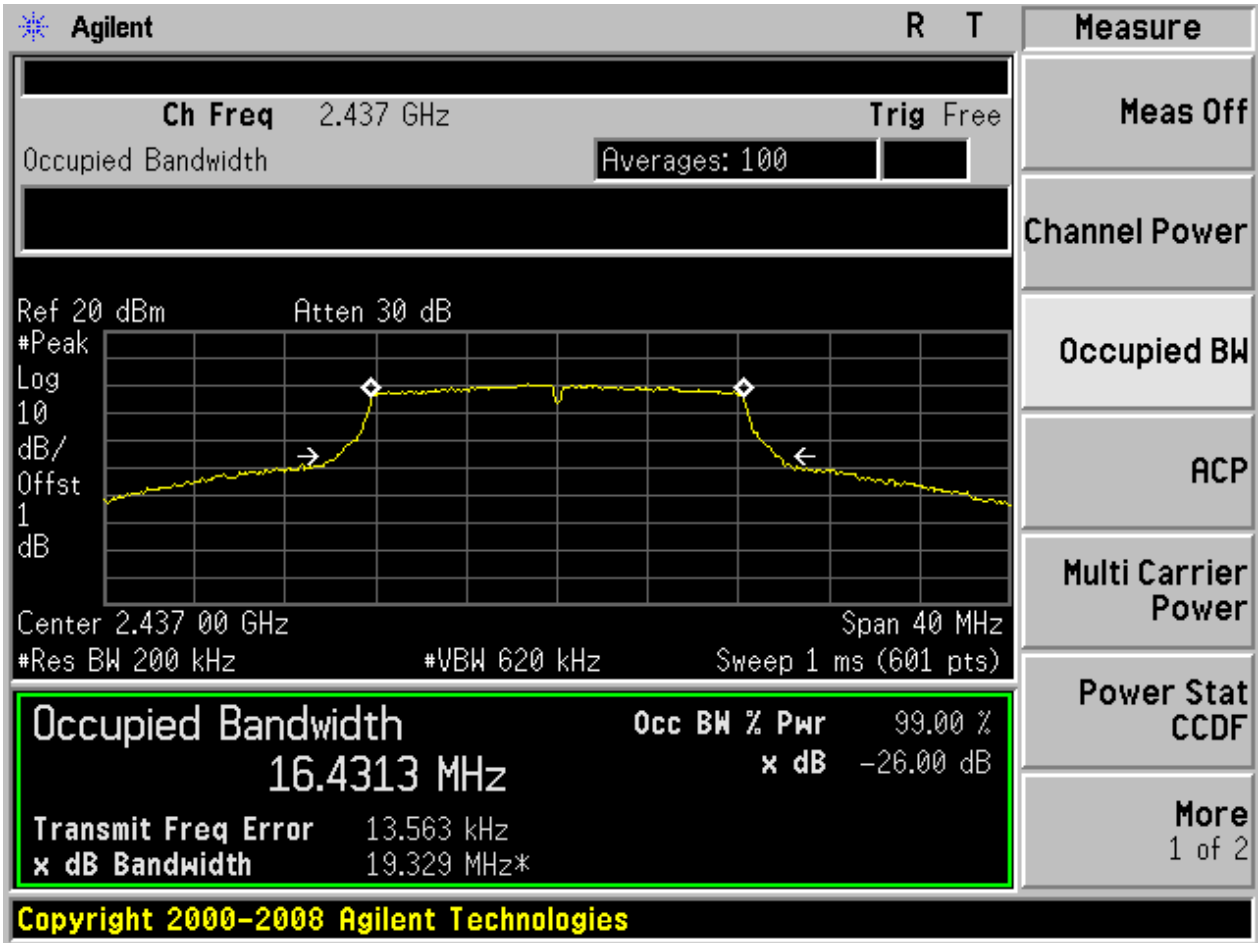 Agilent R T
Ch Freq 2.437 GHz Trig Free
Occupied Bandwidth Averages: 100
Ref 20 dBm Atten 30 dB
#Peak
Log
10
dB/
Offst
1
dB
Center 2.437 00 GHz Span 40 MHz
#Res BW 200 kHz #VBW 620 kHz Sweep 1 ms (601 pts)
Occupied Bandwidth Occ BW % Pwr 99.00 %
16.4313 MHz x dB -26.00 dB
Transmit Freq Error 13.563 kHz
x dB Bandwidth 19.329 MHz*
Copyright 2000-2008 Agilent Technologies
Measure
Meas Off
Channel Power
Occupied BW
ACP
Multi Carrier
Power
Power Stat
CCDF
More
1 of 2